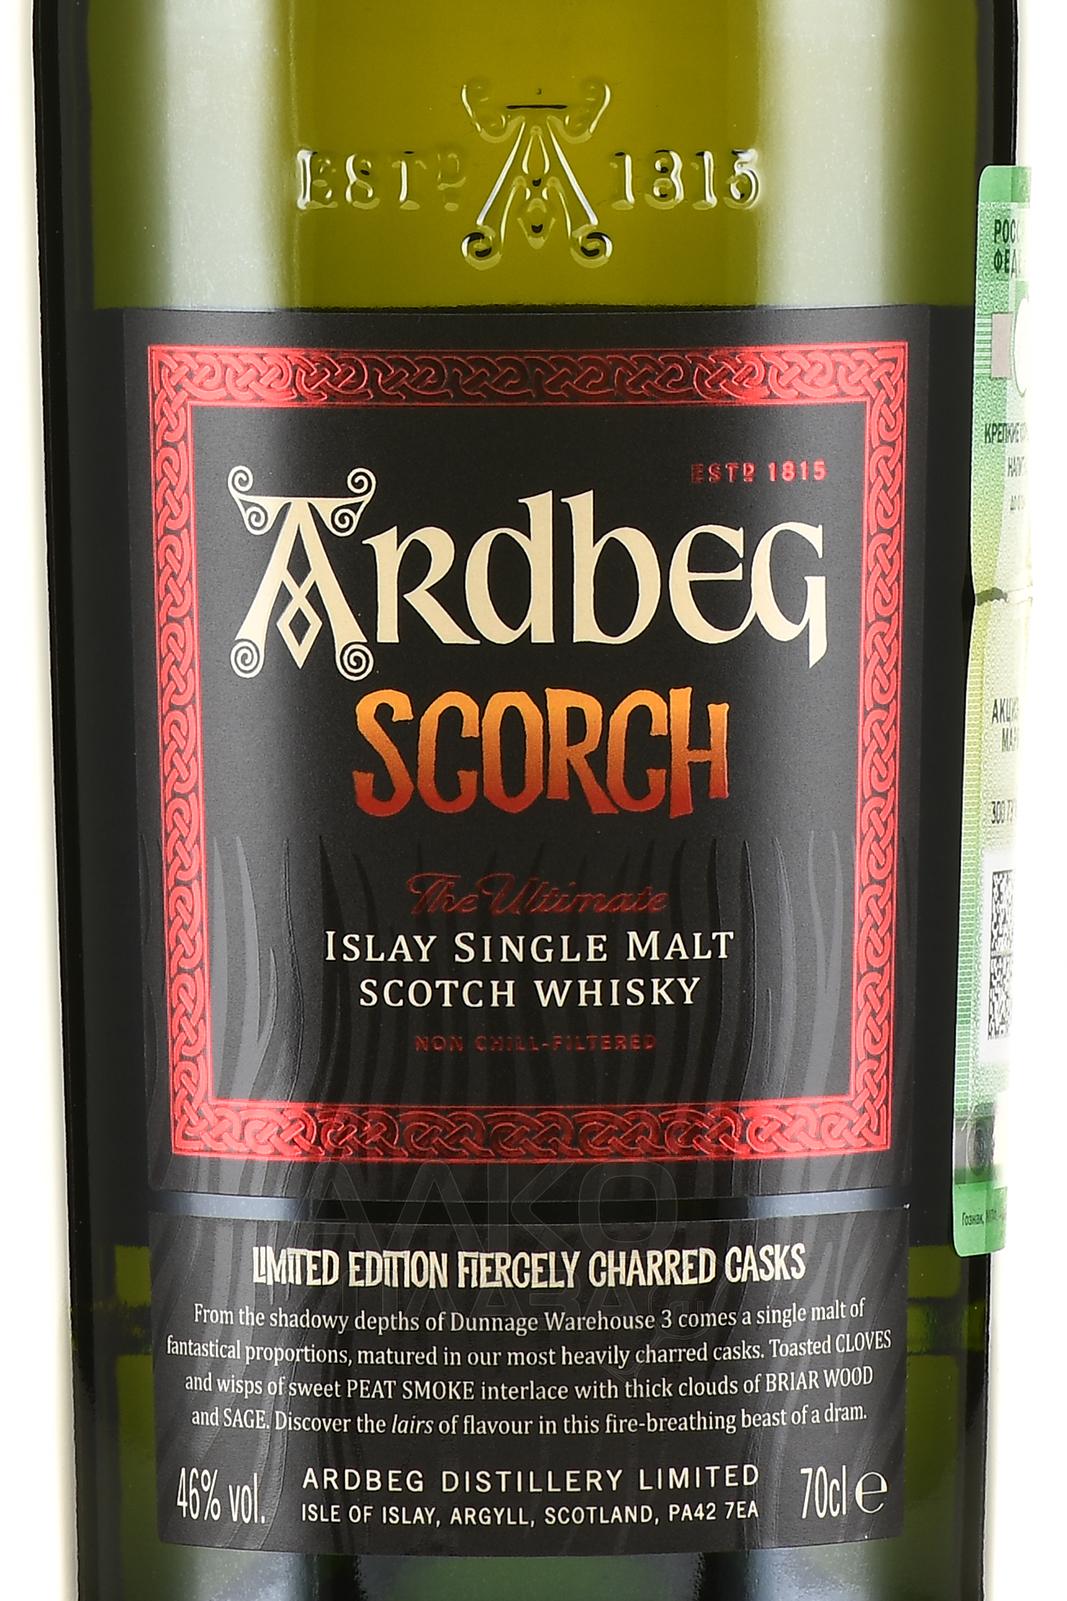 ESTD A 1815
ESTD 1815
ARDBEG
SCORCH
The Ultimate
ISLAY SINGLE MALT
SCOTCH WHISKY
NON CHILL-FILTERED
LIMITED EDITION FIERCELY CHARRED CASKS
From the shadowy depths of Dunnage Warehouse 3 comes a single malt of
fantastical proportions, matured in our most heavily charred casks. Toasted CLOVES
and wisps of sweet PEAT SMOKE interlace with thick clouds of BRIAR WOOD
and SAGE. Discover the lairs of flavour in this fire-breathing beast of a dram.
46% vol.
ARDBEG DISTILLERY LIMITED
ISLE OF ISLAY, ARGYLL, SCOTLAND, PA42 7EA
70cl e
КРЕПКИЕ